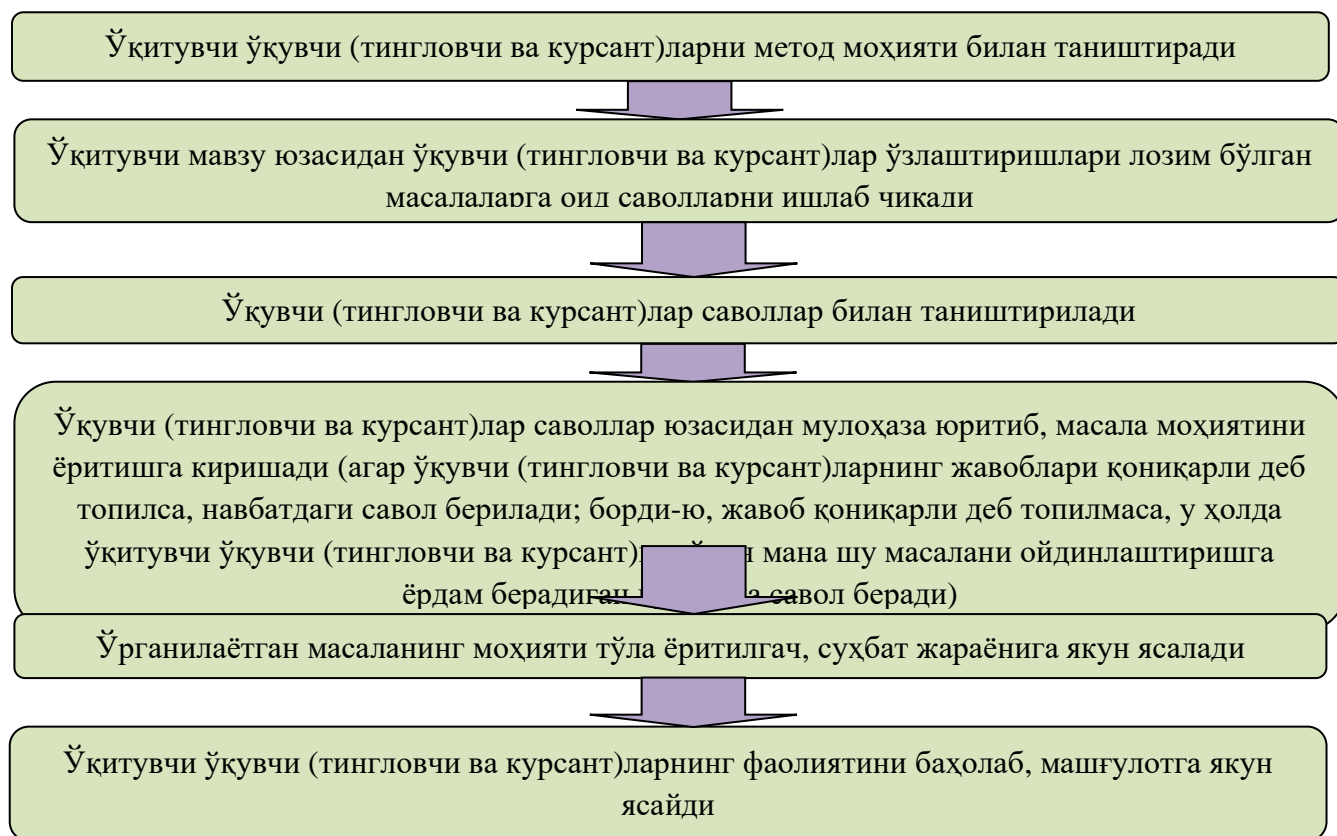 Ўқитувчи ўқувчи (тингловчи ва курсант)ларни метод моҳияти билан таништиради
Ўқитувчи мавзу юзасидан ўқувчи (тингловчи ва курсант)лар ўзлаштиришлари лозим бўлган
масалаларга оид саволларни ишлаб чиқади
Ўқувчи (тингловчи ва курсант)лар саволлар билан таништирилади
Ўқувчи (тингловчи ва курсант)лар саволлар юзасидан мулоҳаза юритиб, масала моҳиятини
ёритишга киришади (агар ўқувчи (тингловчи ва курсант)ларнинг жавоблари қониқарли деб
топилса, навбатдаги савол берилади; борди-ю, жавоб қониқарли деб топилмаса, у ҳолда
ўқитувчи ўқувчи (тингловчи ва курсант) мана шу масалани ойдинлаштиришга
ёрдам берадиган савол беради)
Ўрганилаётган масаланинг моҳияти тўла ёритилгач, суҳбат жараёнига якун ясалади
Ўқитувчи ўқувчи (тингловчи ва курсант)ларнинг фаолиятини баҳолаб, машғулотга якун
ясайди